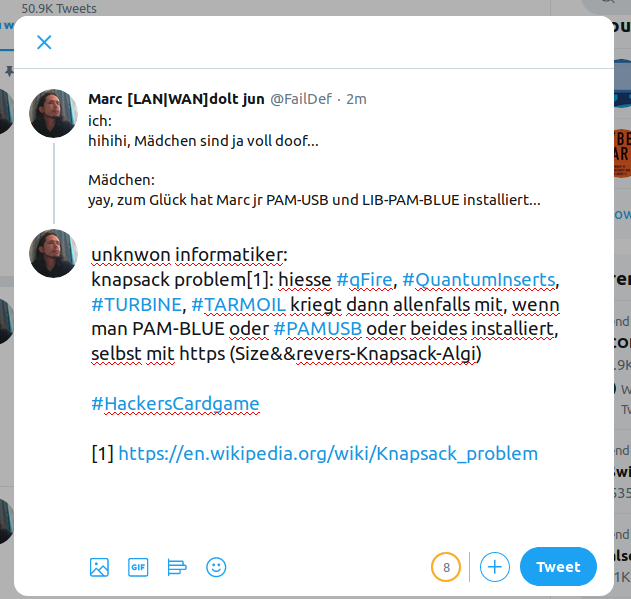 50.9K Tweets
Marc [LAN|WAN]dolt jun @FailDef · 2m
ich:
hihihi, Mädchen sind ja voll doof...
Mädchen:
yay, zum Glück hat Marc jr PAM-USB und LIB-PAM-BLUE installiert...
unknwon informatiker:
knapsack problem[1]: hiesse #qFire, #QuantumInserts,
#TURBINE, #TARMOIL kriegt dann allenfalls mit, wenn
man PAM-BLUE oder #PAMUSB oder beides installiert,
selbst mit https (Size&&revers-Knapsack-Algi)
#HackersCardgame
[1] https://en.wikipedia.org/wiki/Knapsack_problem
GIF
8
Tweet